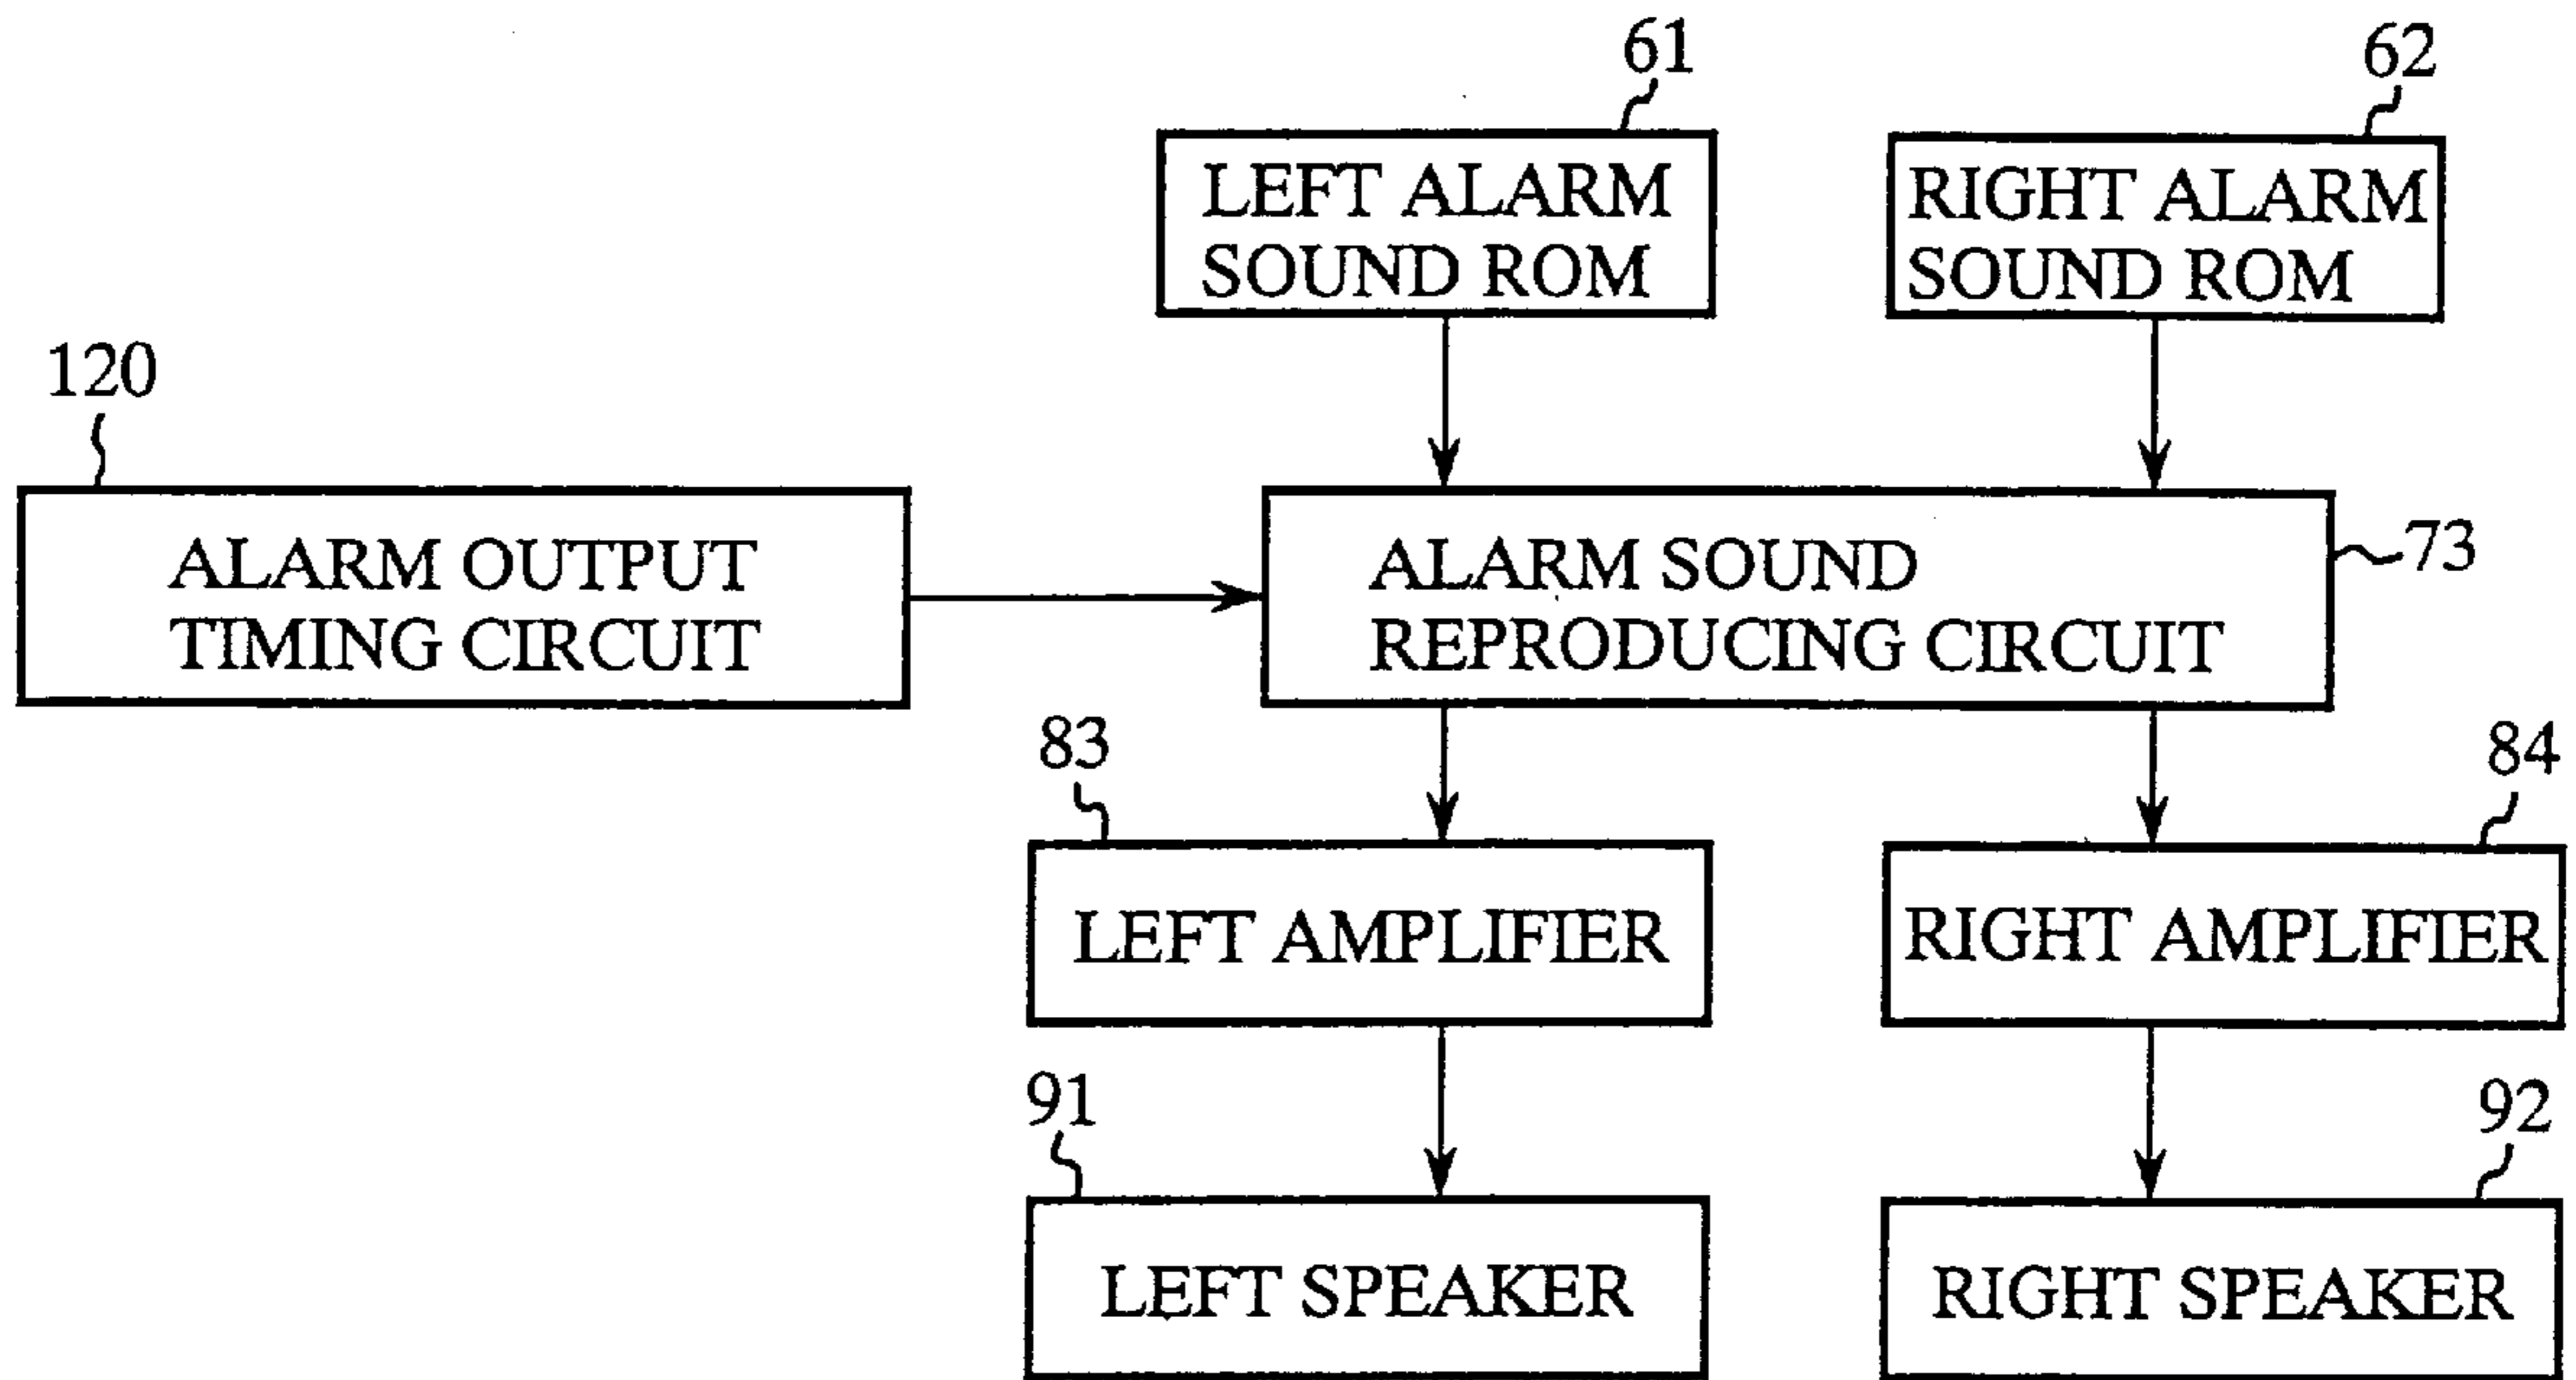 61
62
LEFT ALARM
SOUND ROM
RIGHT ALARM
SOUND ROM
120
ALARM OUTPUT
TIMING CIRCUIT
ALARM SOUND
REPRODUCING CIRCUIT
73
83
84
LEFT AMPLIFIER
RIGHT AMPLIFIER
91
92
LEFT SPEAKER
RIGHT SPEAKER